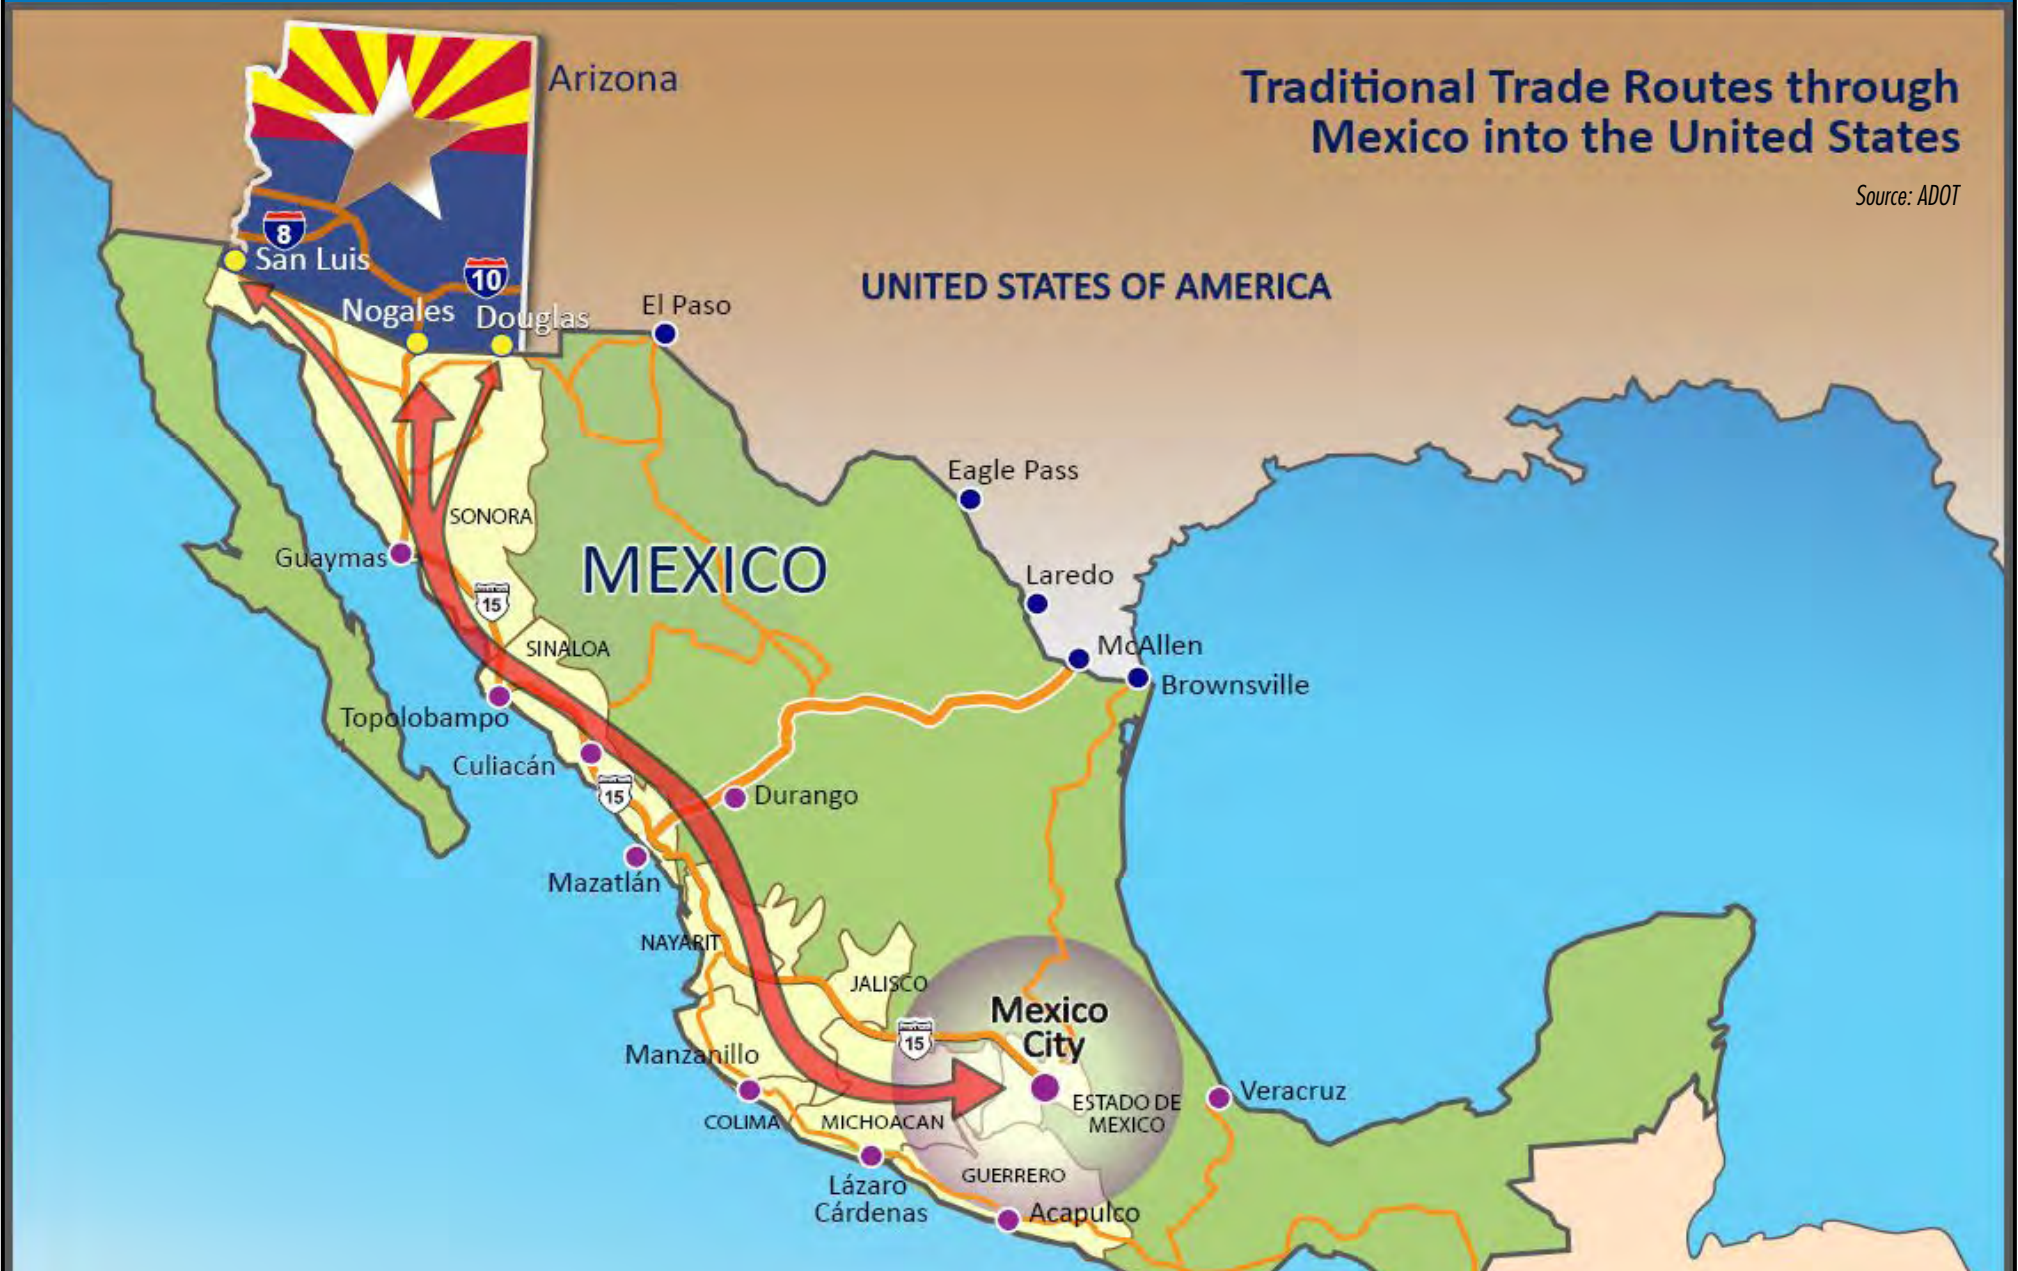 Arizona
Traditional Trade Routes through
Mexico into the United States
Source: ADOT
8
San Luis
10
UNITED STATES OF AMERICA
Nogales
Douglas
El Paso
Eagle Pass
SONORA
Guaymas
MEXICO
Laredo
15
SINALOA
McAllen
Brownsville
Topolobampo
Culiacán
15
Durango
Mazatlán
NAYARIT
JALISCO
Mexico
City
15
Manzanillo
COLIMA
MICHOACAN
ESTADO DE
MEXICO
Veracruz
GUERRERO
Lázaro
Cárdenas
Acapulco